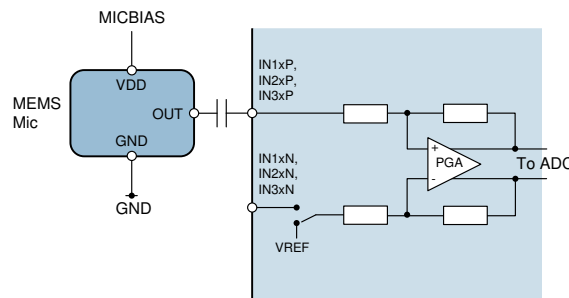 MICBIAS
VDD
MEMS
Mic
OUT
GND
GND
IN1xP,
IN2xP,
IN3xP
IN1xN,
IN2xN,
IN3xN
VREF
+
PGA
-
To ADC